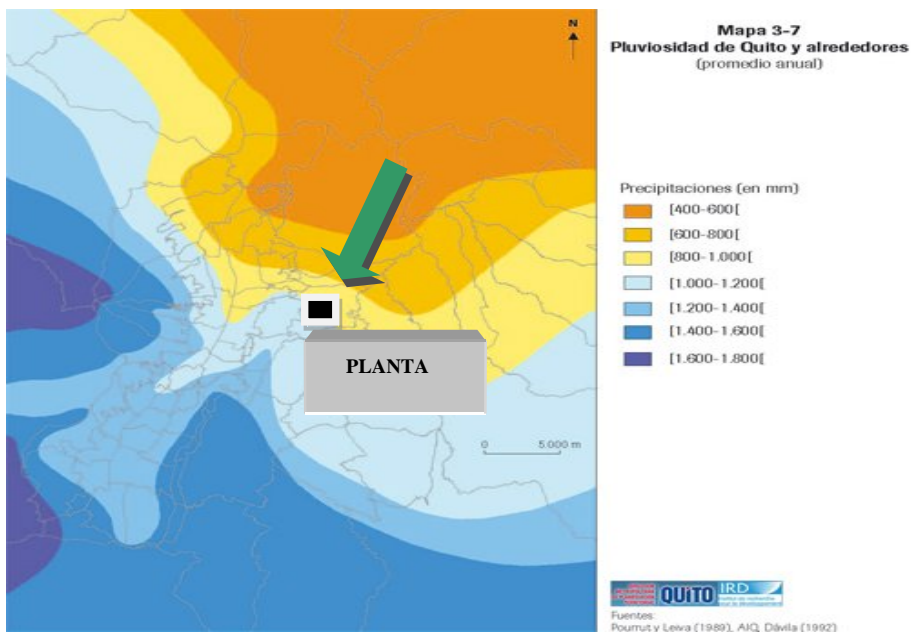 N
PLANTA
0 5.000 m
Mapa 3-7
Pluviosidad de Quito y alrededores
(promedio anual)
Precipitaciones (en mm)
[400-600[
[600-800[
[800-1.000[
[1.000-1.200[
[1.200-1.400[
[1.400-1.600[
[1.600-1.800[
QUiTO IRD
Fuentes:
Pourrut y Leiva (1989), AIQ, Dávila (1992)